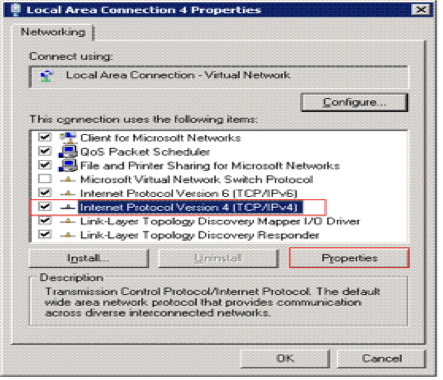 Local Area Connection 4 Properties
Networking
Connect using:
Local Area Connection - Virtual Network
Configure...
This connection uses the following items:
Client for Microsoft Networks
QoS Packet Scheduler
File and Printer Sharing for Microsoft Networks
Microsoft Virtual Network Switch Protocol
Internet Protocol Version 6 (TCP/IPv6)
Internet Protocol Version 4 (TCP/IPv4)
Link-Layer Topology Discovery Mapper I/O Driver
Link-Layer Topology Discovery Responder
Install...
Uninstall
Properties
Description
Transmission Control Protocol/Internet Protocol. The default
wide area network protocol that provides communication
across diverse interconnected networks.
OK
Cancel